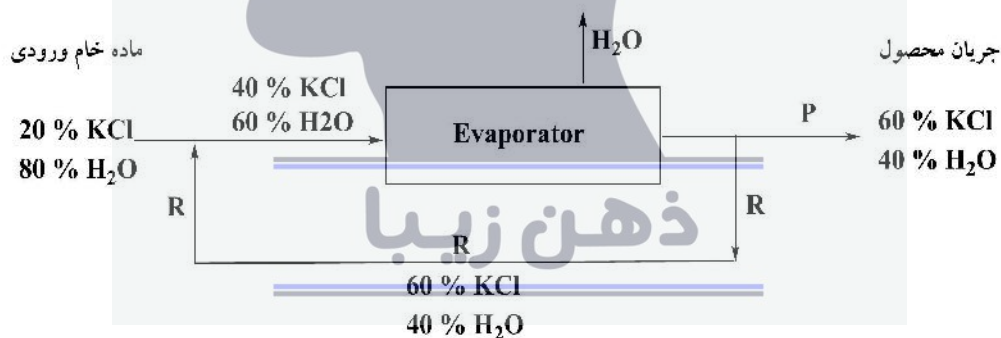 ماده خام ورودی
20 % KCl
80 % H₂O
40 % KCl
60 % H2O
H₂O
Evaporator
جریان محصول
P
60 % KCl
40 % H₂O
R
R
R
60 % KCl
40 % H₂O
ذهن زیبا